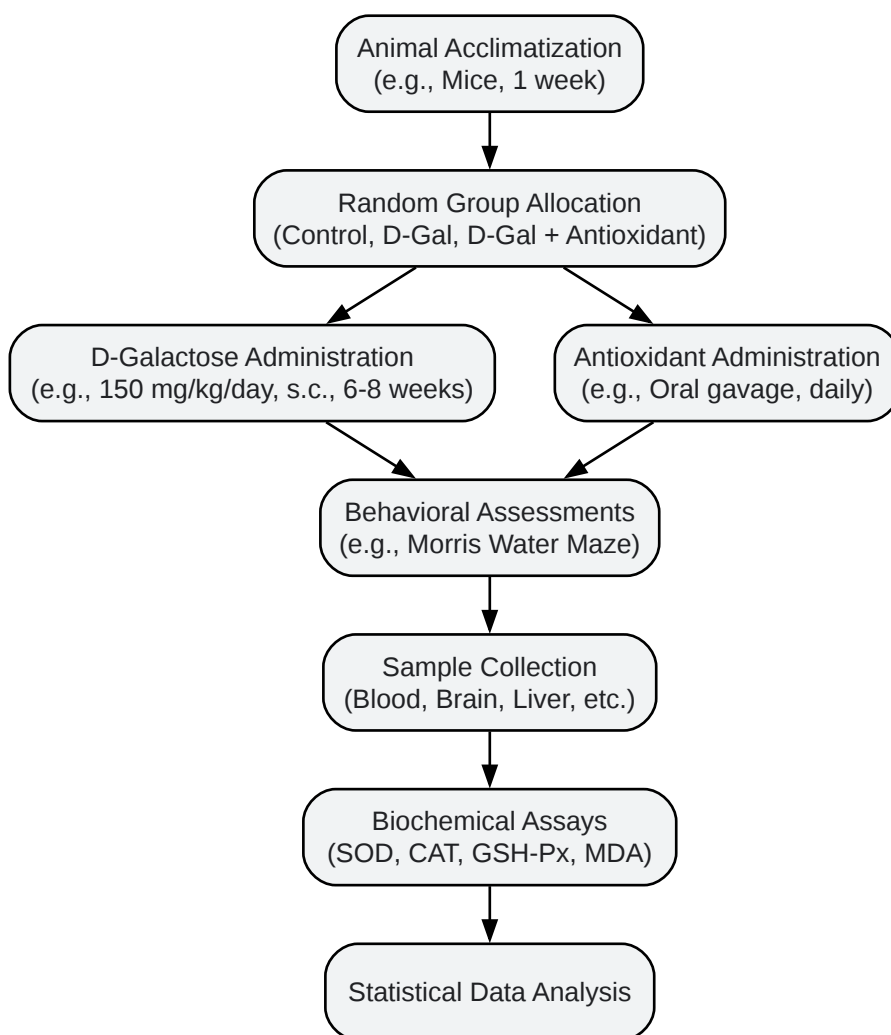 Animal Acclimatization
(e.g., Mice, 1 week)
Random Group Allocation
(Control, D-Gal, D-Gal + Antioxidant)
D-Galactose Administration
(e.g., 150 mg/kg/day, s.c., 6-8 weeks)
Antioxidant Administration
(e.g., Oral gavage, daily)
Behavioral Assessments
(e.g., Morris Water Maze)
Sample Collection
(Blood, Brain, Liver, etc.)
Biochemical Assays
(SOD, CAT, GSH-Px, MDA)
Statistical Data Analysis